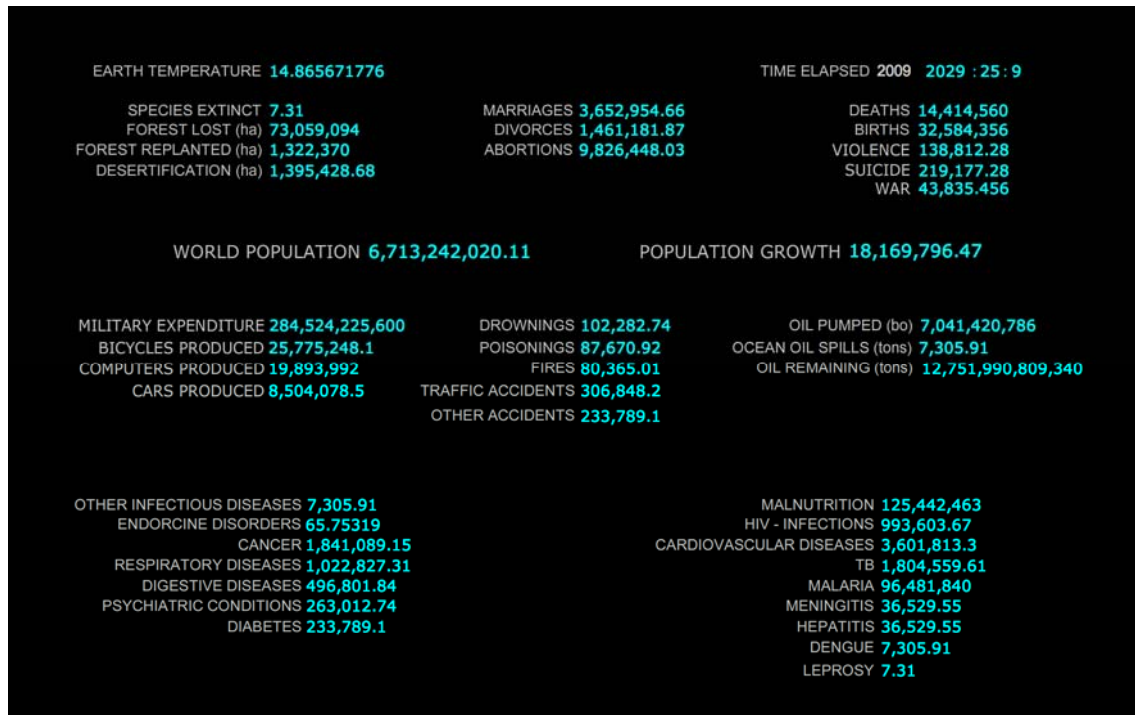 EARTH TEMPERATURE 14.865671776
TIME ELAPSED 2009 2029 : 25 : 9
SPECIES EXTINCT 7.31
FOREST LOST (ha) 73,059,094
FOREST REPLANTED (ha) 1,322,370
DESERTIFICATION (ha) 1,395,428.68
MARRIAGES 3,652,954.66
DIVORCES 1,461,181.87
ABORTIONS 9,826,448.03
DEATHS 14,414,560
BIRTHS 32,584,356
VIOLENCE 138,812.28
SUICIDE 219,177.28
WAR 43,835.456
WORLD POPULATION 6,713,242,020.11
POPULATION GROWTH 18,169,796.47
MILITARY EXPENDITURE 284,524,225,600
BICYCLES PRODUCED 25,775,248.1
COMPUTERS PRODUCED 19,893,992
CARS PRODUCED 8,504,078.5
DROWNINGS 102,282.74
POISONINGS 87,670.92
FIRES 80,365.01
TRAFFIC ACCIDENTS 306,848.2
OTHER ACCIDENTS 233,789.1
OIL PUMPED (bo) 7,041,420,786
OCEAN OIL SPILLS (tons) 7,305.91
OIL REMAINING (tons) 12,751,990,809,340
OTHER INFECTIOUS DISEASES 7,305.91
ENDORCINE DISORDERS 65.75319
CANCER 1,841,089.15
RESPIRATORY DISEASES 1,022,827.31
DIGESTIVE DISEASES 496,801.84
PSYCHIATRIC CONDITIONS 263,012.74
DIABETES 233,789.1
MALNUTRITION 125,442,463
HIV - INFECTIONS 993,603.67
CARDIOVASCULAR DISEASES 3,601,813.3
TB 1,804,559.61
MALARIA 96,481,840
MENINGITIS 36,529.55
HEPATITIS 36,529.55
DENGUE 7,305.91
LEPROSY 7.31